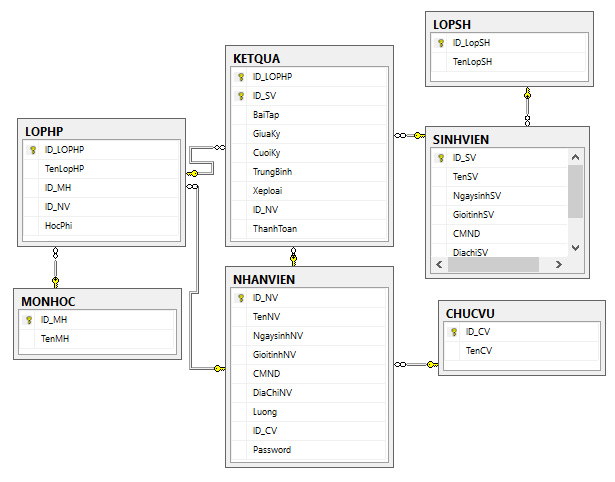 LOPHP
ID_LOPHP
TenLopHP
ID_MH
ID_NV
HocPhi
MONHOC
ID_MH
TenMH
KETQUA
ID_LOPHP
ID_SV
BaiTap
GiuaKy
CuoiKy
TrungBinh
Xeploai
ID_NV
ThanhToan
NHANVIEN
ID_NV
TenNV
NgaysinhNV
GioitinhNV
CMND
DiaChiNV
Luong
ID_CV
Password
LOPSH
ID_LopSH
TenLopSH
SINHVIEN
ID_SV
TenSV
NgaysinhSV
GioitinhSV
CMND
DiachiSV
CHUCVU
ID_CV
TenCV